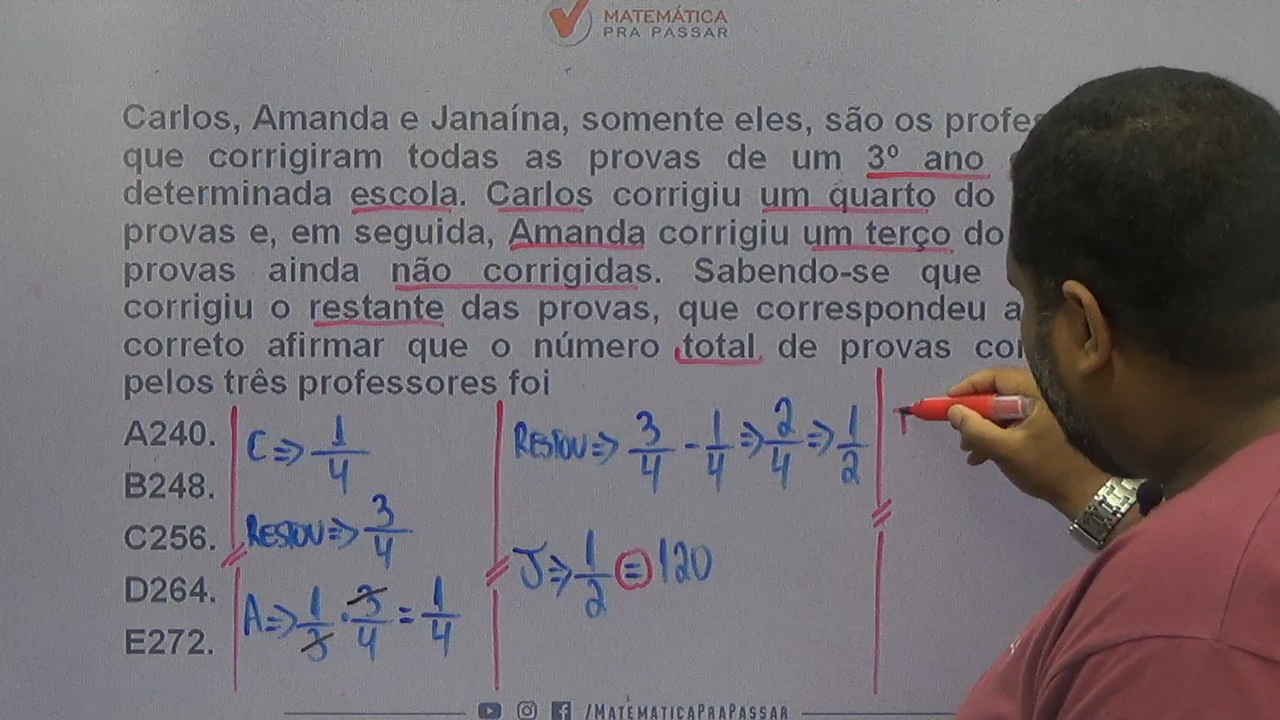 MATEMÁTICA
PRA PASSAR
Carlos, Amanda e Janaína, somente eles, são os
que corrigiram todas as provas de um 3º ano
determinada escola. Carlos corrigiu um quarto do
provas e, em seguida, Amanda corrigiu um terço do
provas ainda não corrigidas. Sabendo-se que
corrigiu o restante das provas, que correspondeu a
correto afirmar que o número total de provas
pelos três professores foi
A240.
B248.
C256.
D264.
E272.
C => 1/4
RESTOU => 3/4
A => 1/3 · 3/4 = 1/4
RESTOU => 3/4 - 1/4 => 2/4 => 1/2
J => 1/2 = 120
/MATEMATICAPRAPASSAR